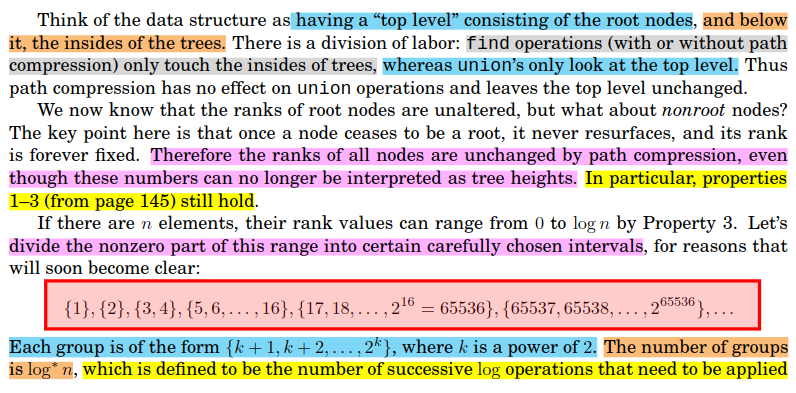 Think of the data structure as having a “top level” consisting of the root nodes, and below
it, the insides of the trees. There is a division of labor: find operations (with or without path
compression) only touch the insides of trees, whereas union’s only look at the top level. Thus
path compression has no effect on union operations and leaves the top level unchanged.
We now know that the ranks of root nodes are unaltered, but what about nonroot nodes?
The key point here is that once a node ceases to be a root, it never resurfaces, and its rank
is forever fixed. Therefore the ranks of all nodes are unchanged by path compression, even
though these numbers can no longer be interpreted as tree heights. In particular, properties
1–3 (from page 145) still hold.
If there are n elements, their rank values can range from 0 to log n by Property 3. Let’s
divide the nonzero part of this range into certain carefully chosen intervals, for reasons that
will soon become clear:
{1}, {2}, {3, 4}, {5, 6, . . . , 16}, {17, 18, . . . , 2^16 = 65536}, {65537, 65538, . . . , 2^65536}, . . .
Each group is of the form {k + 1, k + 2, . . . , 2^k}, where k is a power of 2. The number of groups
is log* n, which is defined to be the number of successive log operations that need to be applied